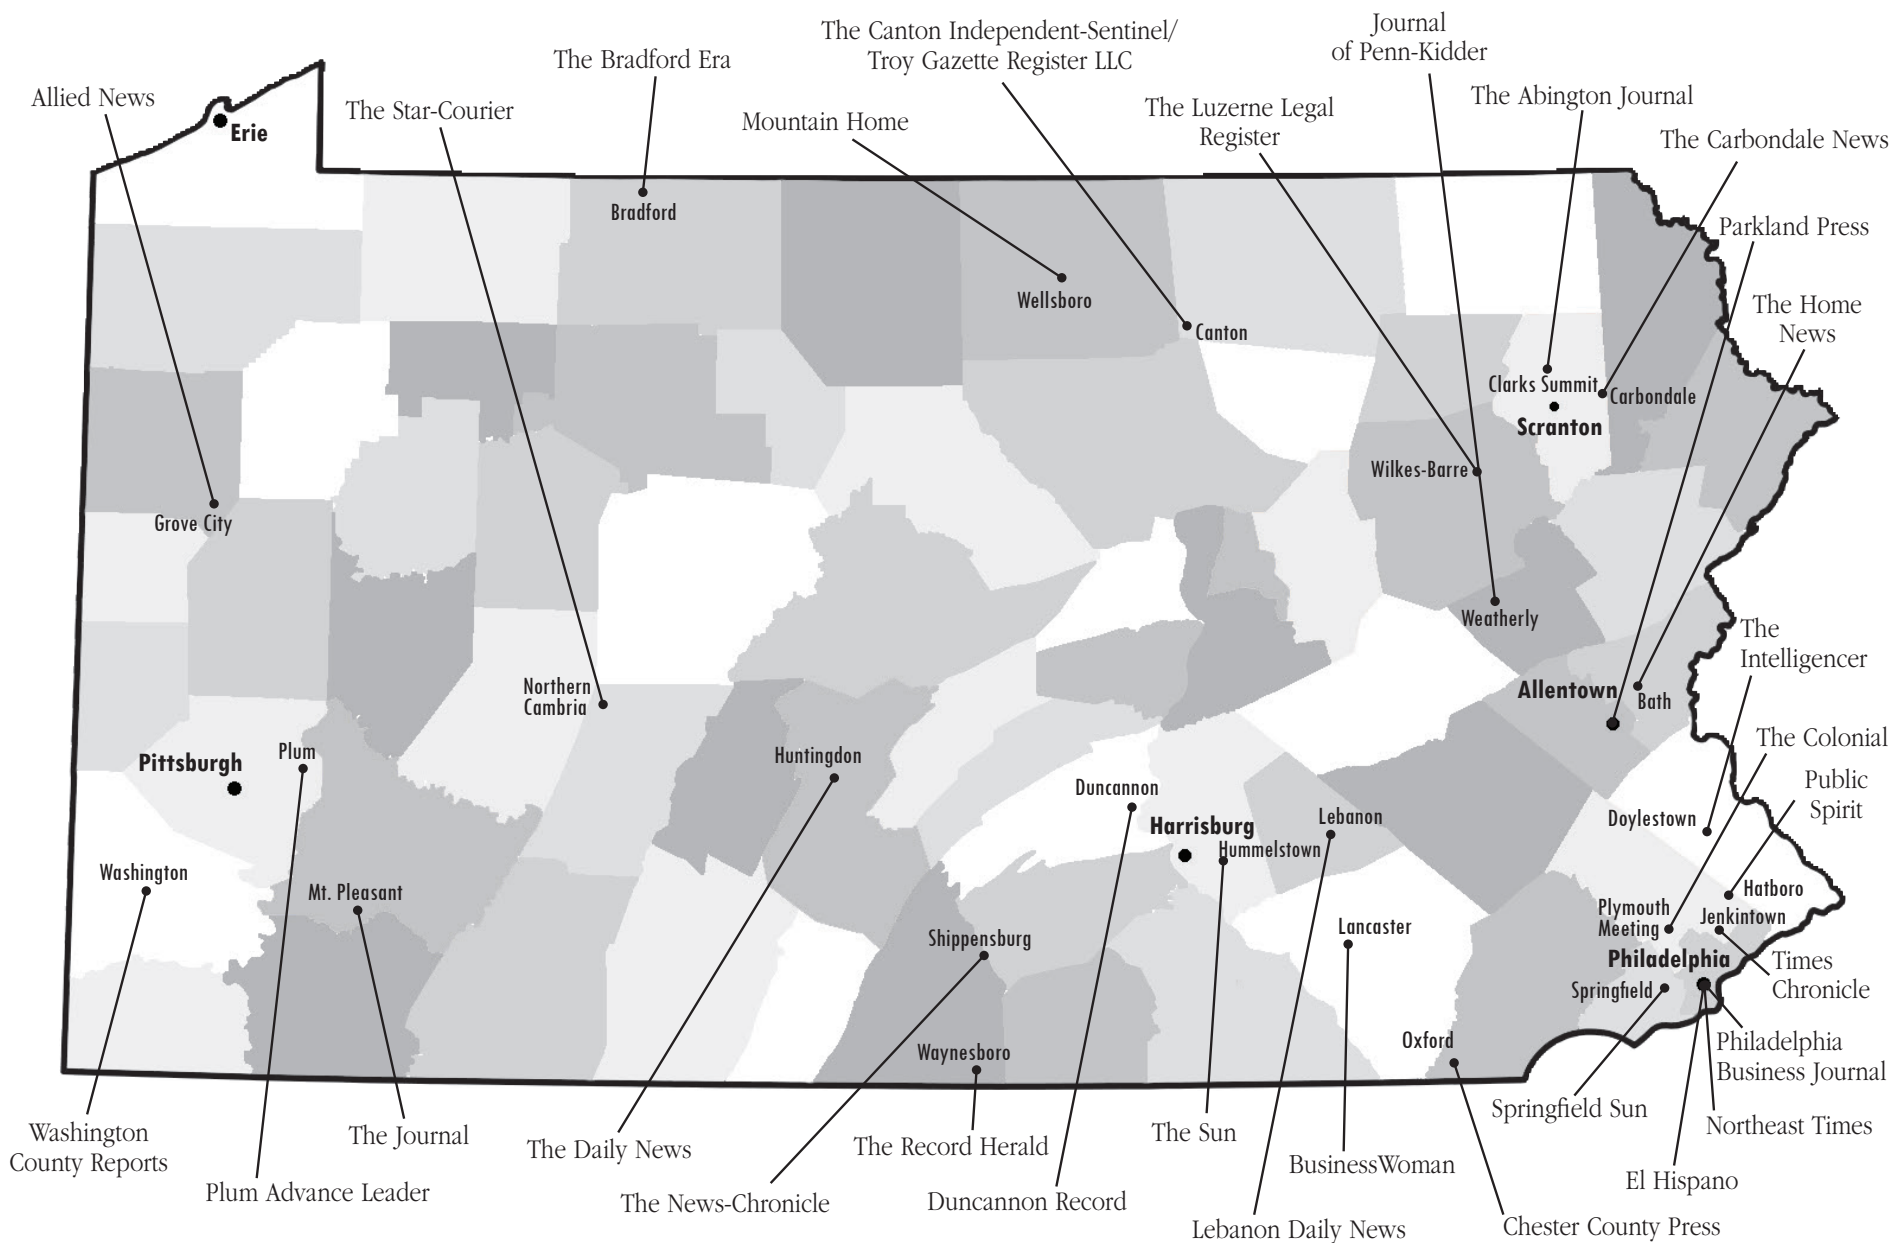 Journal
of Penn-Kidder
The Canton Independent-Sentinel/
Troy Gazette Register LLC
The Bradford Era
Allied News
The Star-Courier
Mountain Home
The Luzerne Legal
Register
The Abington Journal
The Carbondale News
Erie
Bradford
Parkland Press
Wellsboro
The Home
News
Canton
Clarks Summit
Carbondale
Scranton
Wilkes-Barre
Grove City
Weatherly
The
Intelligencer
Northern
Cambria
Allentown
Bath
The Colonial
Pittsburgh
Plum
Huntingdon
Public
Spirit
Duncannon
Harrisburg
Hummelstown
Lebanon
Doylestown
Washington
Mt. Pleasant
Hatboro
Plymouth
Meeting
Jenkintown
Lancaster
Shippensburg
Philadelphia
Times
Chronicle
Springfield
Oxford
Waynesboro
Philadelphia
Business Journal
Springfield Sun
Northeast Times
Washington
County Reports
The Journal
The Daily News
The Record Herald
The Sun
BusinessWoman
El Hispano
Plum Advance Leader
The News-Chronicle
Duncannon Record
Lebanon Daily News
Chester County Press